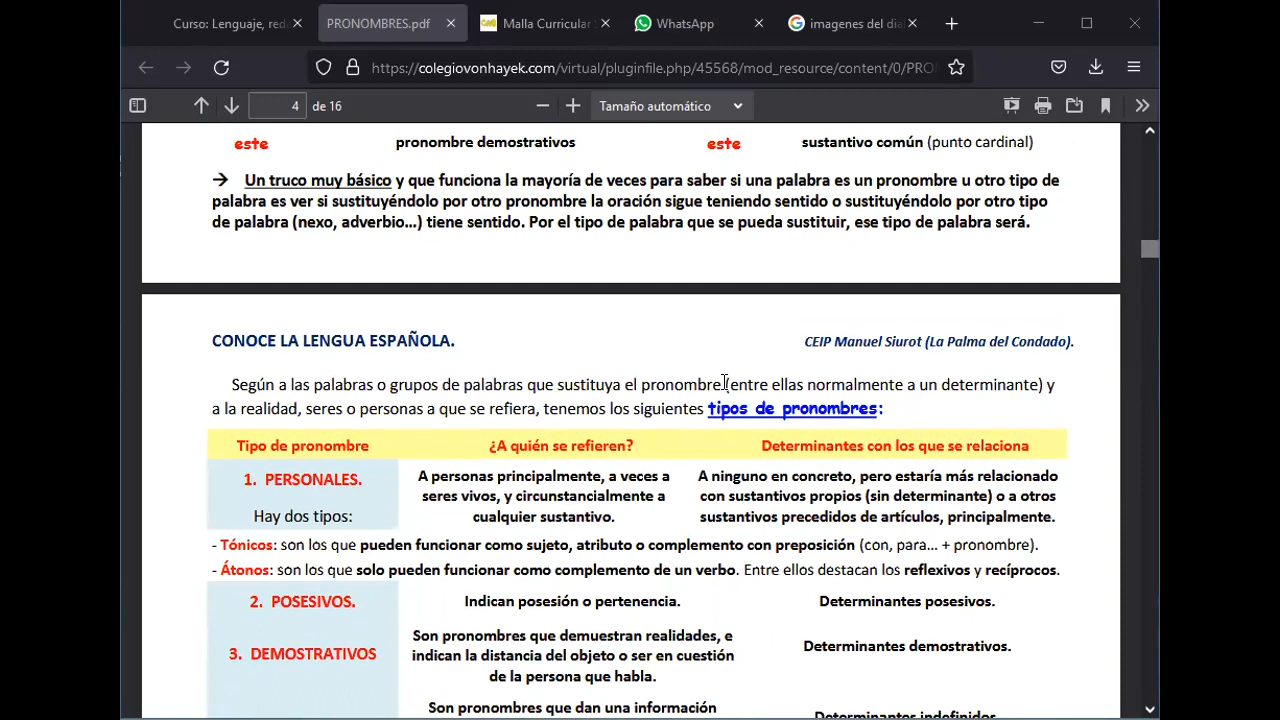 Curso: Lenguaje, red
PRONOMBRES.pdf
Malla Curricular
WhatsApp
imagenes del di
https://colegiovonhayek.com/virtual/pluginfile.php/45568/mod_resource/content/0/PRO
4 de 16
Tamaño automático
este pronombre demostrativos este sustantivo común (punto cardinal)
→ Un truco muy básico y que funciona la mayoría de veces para saber si una palabra es un pronombre u otro tipo de
palabra es ver si sustituyéndolo por otro pronombre la oración sigue teniendo sentido o sustituyéndolo por otro tipo
de palabra (nexo, adverbio...) tiene sentido. Por el tipo de palabra que se pueda sustituir, ese tipo de palabra será.
CONOCE LA LENGUA ESPAÑOLA.
CEIP Manuel Siurot (La Palma del Condado).
Según a las palabras o grupos de palabras que sustituya el pronombre (entre ellas normalmente a un determinante) y
a la realidad, seres o personas a que se refiera, tenemos los siguientes tipos de pronombres:
Tipo de pronombre ¿A quién se refieren? Determinantes con los que se relaciona
1. PERSONALES.
Hay dos tipos:
A personas principalmente, a veces a
seres vivos, y circunstancialmente a
cualquier sustantivo.
A ninguno en concreto, pero estaría más relacionado
con sustantivos propios (sin determinante) o a otros
sustantivos precedidos de artículos, principalmente.
- Tónicos: son los que pueden funcionar como sujeto, atributo o complemento con preposición (con, para... + pronombre).
- Átonos: son los que solo pueden funcionar como complemento de un verbo. Entre ellos destacan los reflexivos y recíprocos.
2. POSESIVOS. Indican posesión o pertenencia. Determinantes posesivos.
3. DEMOSTRATIVOS
Son pronombres que demuestran realidades, e
indican la distancia del objeto o ser en cuestión
de la persona que habla.
Determinantes demostrativos.
Son pronombres que dan una información
Determinantes indefinidos